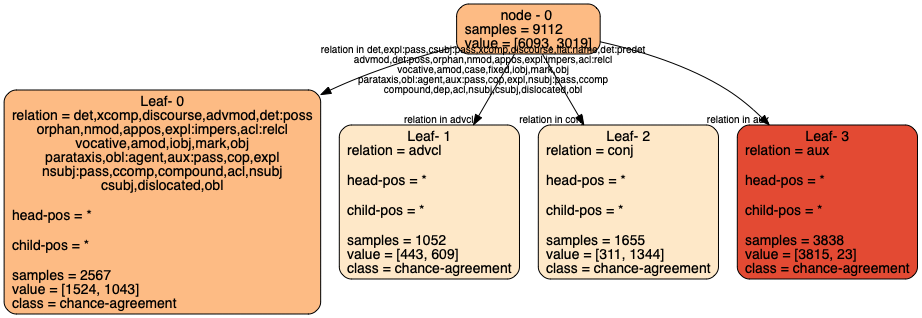 node - 0
samples = 9112
value = [6093, 3019]
relation in det,expl:pass,csubj:pass,xcomp,discourse,flat:name,det:predet
advmod,det:poss,orphan,nmod,appos,expl:impers,acl:relcl
vocative,amod,case,fixed,iobj,mark,obj
parataxis,obl:agent,aux:pass,cop,expl,nsubj:pass,ccomp
compound,dep,acl,nsubj,csubj,dislocated,obl
relation in advcl
relation in conj
relation in aux
Leaf- 0
relation = det,xcomp,discourse,advmod,det:poss
orphan,nmod,appos,expl:impers,acl:relcl
vocative,amod,iobj,mark,obj
parataxis,obl:agent,aux:pass,cop,expl
nsubj:pass,ccomp,compound,acl,nsubj
csubj,dislocated,obl
head-pos = *
child-pos = *
samples = 2567
value = [1524, 1043]
class = chance-agreement
Leaf- 1
relation = advcl
head-pos = *
child-pos = *
samples = 1052
value = [443, 609]
class = chance-agreement
Leaf- 2
relation = conj
head-pos = *
child-pos = *
samples = 1655
value = [311, 1344]
class = chance-agreement
Leaf- 3
relation = aux
head-pos = *
child-pos = *
samples = 3838
value = [3815, 23]
class = chance-agreement